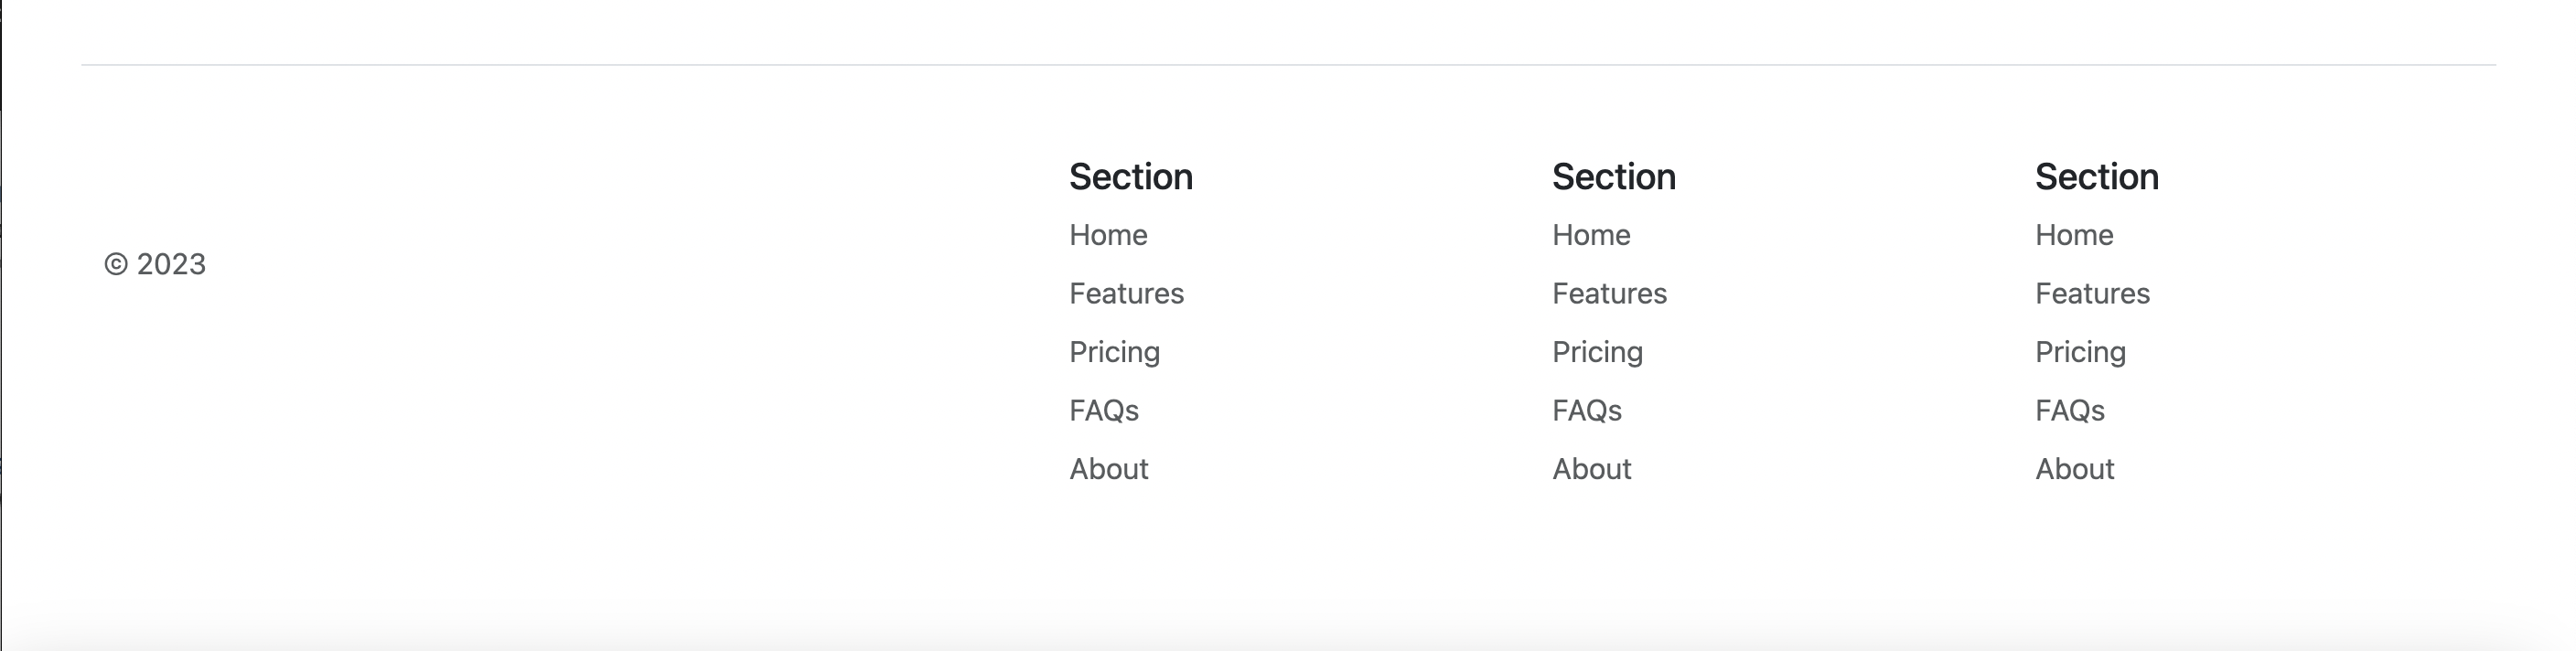 © 2023
Section
Home
Features
Pricing
FAQs
About
Section
Home
Features
Pricing
FAQs
About
Section
Home
Features
Pricing
FAQs
About